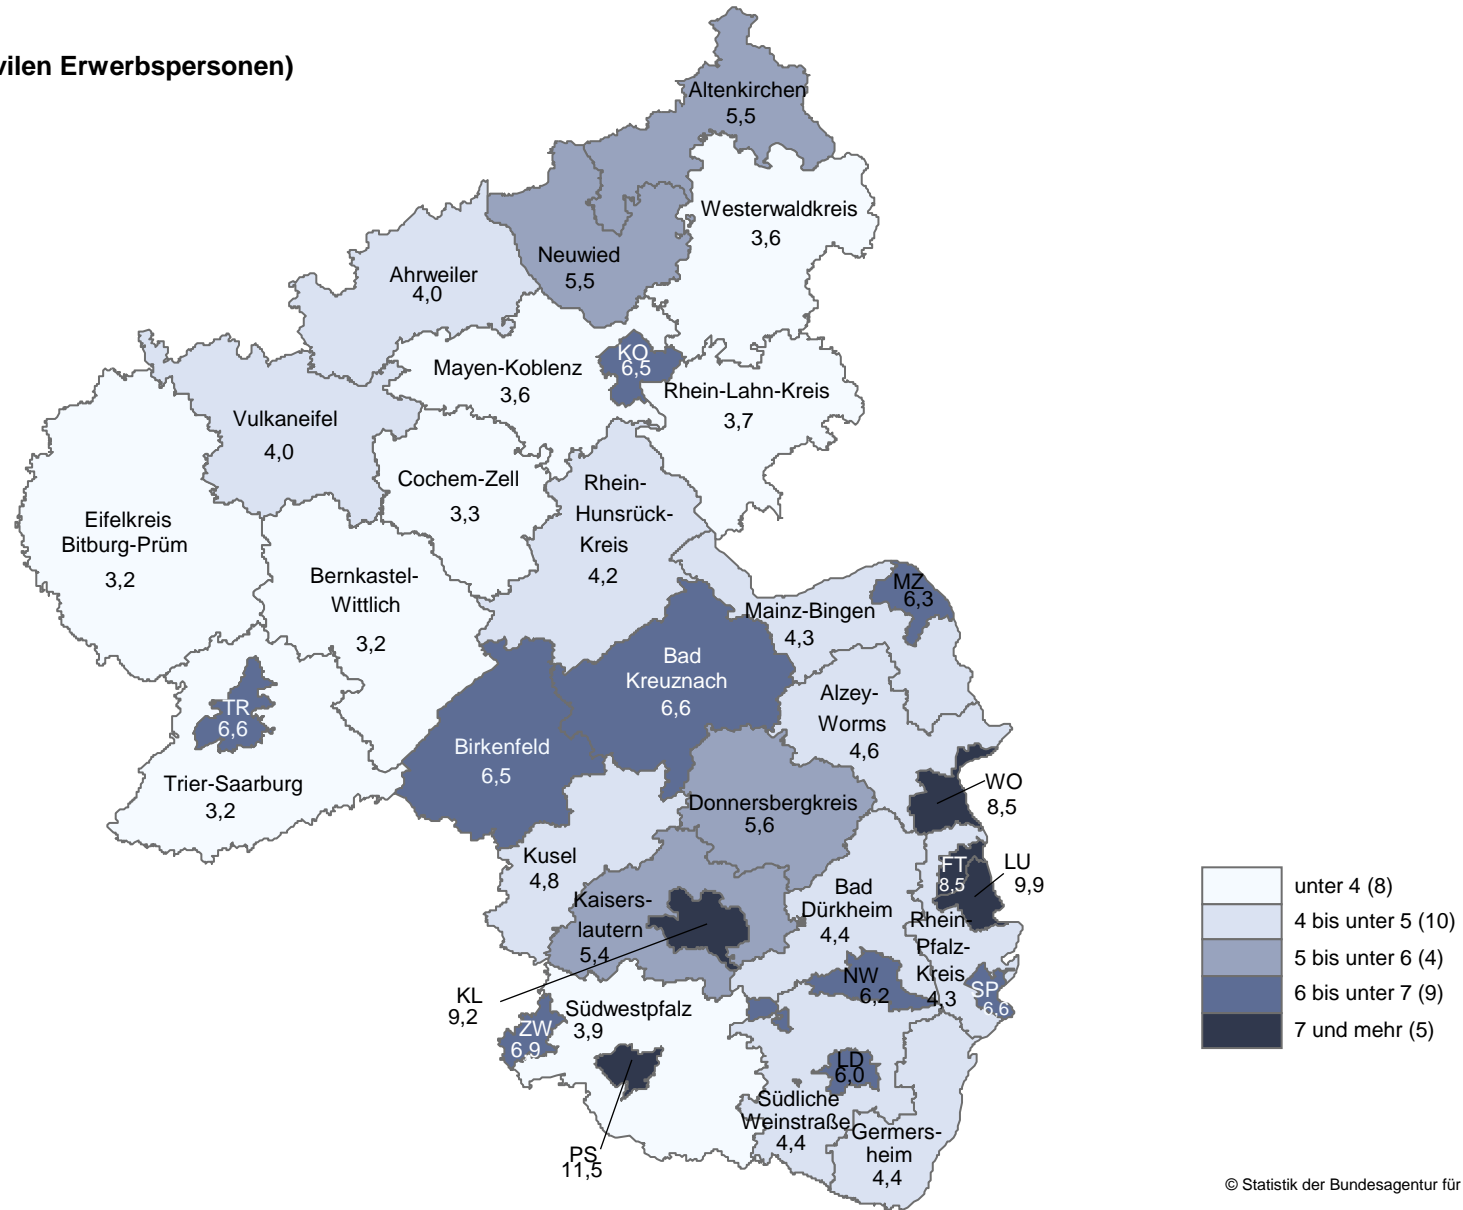 vilen Erwerbspersonen)
Altenkirchen
5,5
Westerwaldkreis
3,6
Neuwied
5,5
Ahrweiler
4,0
KO
6,5
Mayen-Koblenz
3,6
Rhein-Lahn-Kreis
3,7
Vulkaneifel
4,0
Cochem-Zell
3,3
Rhein-
Hunsrück-
Kreis
4,2
Eifelkreis
Bitburg-Prüm
3,2
Bernkastel-
Wittlich
3,2
MZ
6,3
Mainz-Bingen
4,3
Bad
Kreuznach
6,6
Alzey-
Worms
4,6
TR
6,6
Birkenfeld
6,5
Trier-Saarburg
3,2
WO
8,5
Donnersbergkreis
5,6
Kusel
4,8
FT
8,5
LU
9,9
Kaisers-
lautern
5,4
Bad
Dürkheim
4,4
Rhein-
Pfalz-
Kreis
4,3
NW
6,2
SP
6,6
KL
9,2
Südwestpfalz
3,9
ZW
6,9
LD
6,0
Südliche
Weinstraße
4,4
Germers-
heim
4,4
PS
11,5
unter 4 (8)
4 bis unter 5 (10)
5 bis unter 6 (4)
6 bis unter 7 (9)
7 und mehr (5)
© Statistik der Bundesagentur für